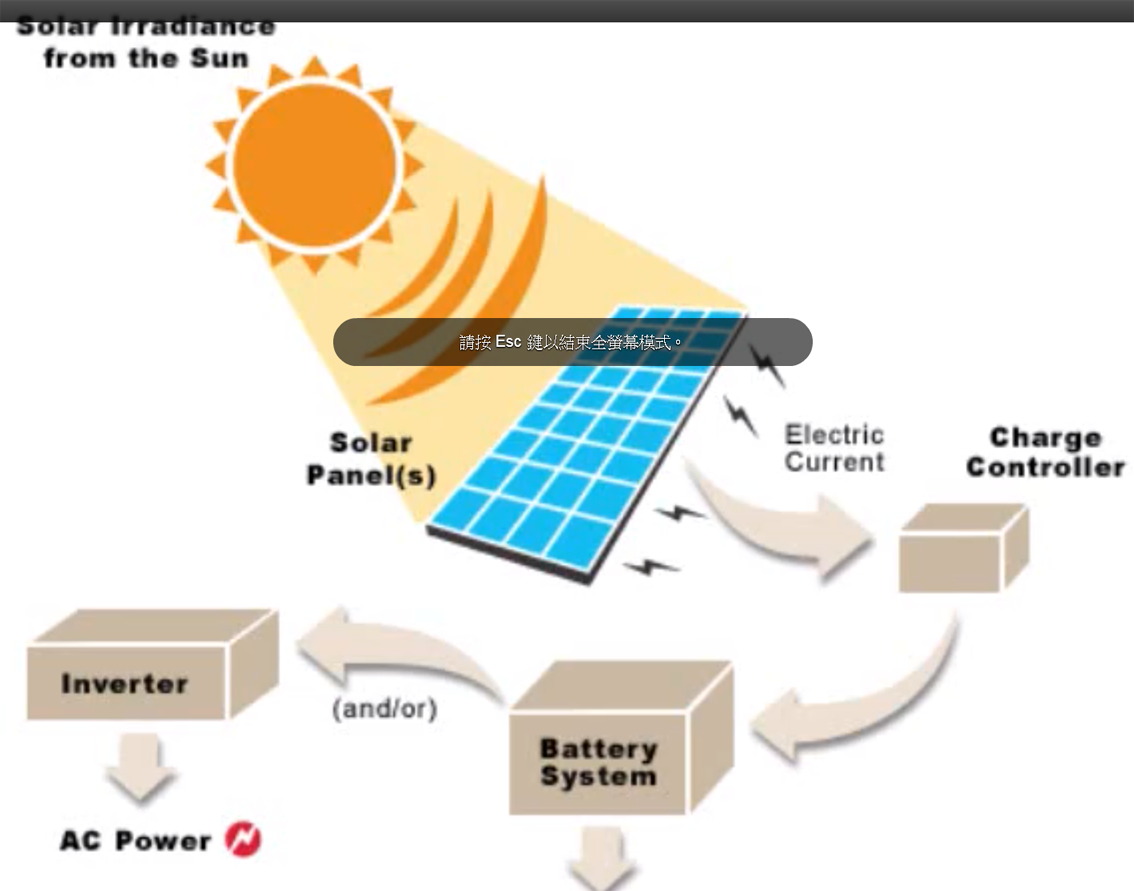 Solar Irradiance
from the Sun
請按 Esc 鍵以結束全螢幕模式。
Solar
Panel(s)
Electric
Current
Charge
Controller
Inverter
(and/or)
Battery
System
AC Power